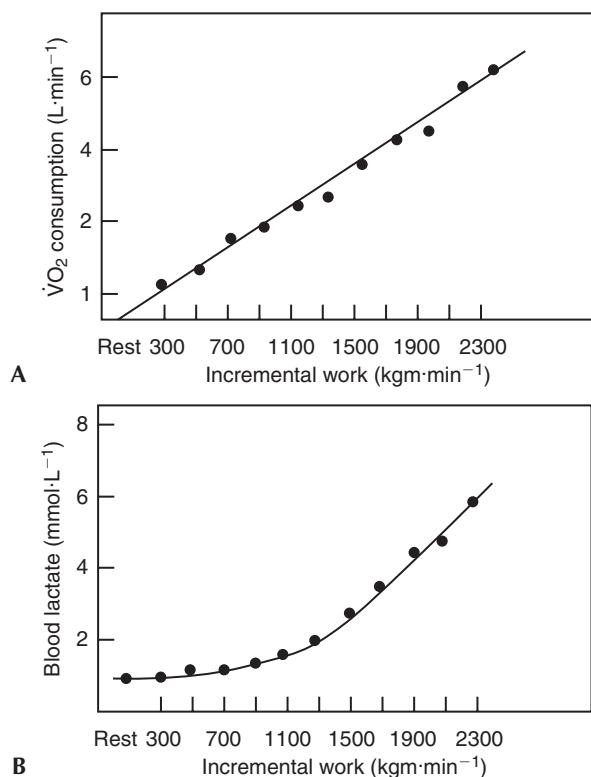 6
4
2
1
V̇O₂ consumption (L·min⁻¹)
Rest 300 700 1100 1500 1900 2300
Incremental work (kgm·min⁻¹)
A
8
6
4
2
Blood lactate (mmol·L⁻¹)
Rest 300 700 1100 1500 1900 2300
Incremental work (kgm·min⁻¹)
B